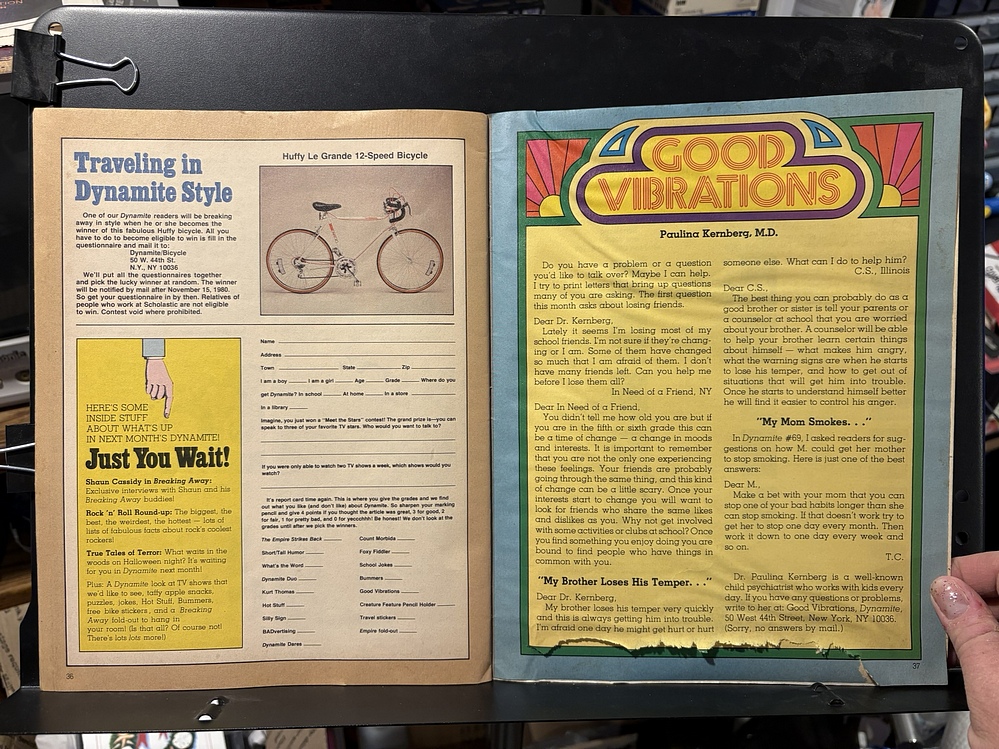 Traveling in
Dynamite Style
One of our Dynamite readers will be breaking
away in style when he or she becomes the
winner of this fabulous Huffy bicycle. All you
have to do to become eligible to win is fill in the
questionnaire and mail it to:
Dynamite/Bicycle
50 W. 44th St.
N.Y., NY 10036
We'll put all the questionnaires together
and pick the lucky winner at random. The winner
will be notified by mail after November 15, 1980.
So get your questionnaire in by then. Relatives of
people who work at Scholastic are not eligible
to win. Contest void where prohibited.
Huffy Le Grande 12-Speed Bicycle
HERE'S SOME
INSIDE STUFF
ABOUT WHAT'S UP
IN NEXT MONTH'S DYNAMITE!
Just You Wait!
Shaun Cassidy in Breaking Away:
Exclusive interviews with Shaun and his
Breaking Away buddies!
Rock 'n' Roll Round-up: The biggest, the
best, the weirdest, the hottest — lots of
lists of fabulous facts about rock's coolest
rockers!
True Tales of Terror: What waits in the
woods on Halloween night? It's waiting
for you in Dynamite next month!
Plus: A Dynamite look at TV shows that
we'd like to see, taffy apple snacks,
puzzles, jokes, Hot Stuff, Bummers,
free bike stickers, and a Breaking
Away fold-out to hang in
your room! (Is that all? Of course not!
There's lots lots more!)
Name
Address
Town State Zip
I am a boy I am a girl Age Grade Where do you
get Dynamite? In school At home In a store
In a library
Imagine, you just won a "Meet the Stars" contest! The grand prize is—you can
speak to three of your favorite TV stars. Who would you want to talk to?
If you were only able to watch two TV shows a week, which shows would you
watch?
It's report card time again. This is where you give the grades and we find
out what you like (and don't like) about Dynamite. So sharpen your marking
pencil and give 4 points if you thought the article was great, 3 for good, 2
for fair, 1 for pretty bad, and 0 for yecchhh! Be honest! We don't look at the
grades until after we pick the winners.
The Empire Strikes Back
Short/Tall Humor
What's the Word
Dynamite Duo
Kurt Thomas
Hot Stuff
Silly Sign
BADvertising
Dynamite Dares
Count Morbida
Foxy Fiddler
School Jokes
Bummers
Good Vibrations
Creature Feature Pencil Holder
Travel stickers
Empire fold-out
36
GOOD
VIBRATIONS
Paulina Kernberg, M.D.
Do you have a problem or a question
you'd like to talk over? Maybe I can help.
I try to print letters that bring up questions
many of you are asking. The first question
this month asks about losing friends.
Dear Dr. Kernberg,
Lately it seems I'm losing most of my
school friends. I'm not sure if they're chang-
ing or I am. Some of them have changed
so much that I am afraid of them. I don't
have many friends left. Can you help me
before I lose them all?
In Need of a Friend, NY
Dear In Need of a Friend,
You didn't tell me how old you are but if
you are in the fifth or sixth grade this can
be a time of change — a change in moods
and interests. It is important to remember
that you are not the only one experiencing
these feelings. Your friends are probably
going through the same thing, and this kind
of change can be a little scary. Once your
interests start to change you will want to
look for friends who share the same likes
and dislikes as you. Why not get involved
with some activities or clubs at school? Once
you find something you enjoy doing you are
bound to find people who have things in
common with you.
"My Brother Loses His Temper. . ."
Dear Dr. Kernberg,
My brother loses his temper very quickly
and this is always getting him into trouble.
I'm afraid one day he might get hurt or hurt
someone else. What can I do to help him?
C.S., Illinois
Dear C.S.,
The best thing you can probably do as a
good brother or sister is tell your parents or
a counselor at school that you are worried
about your brother. A counselor will be able
to help your brother learn certain things
about himself — what makes him angry,
what the warning signs are when he starts
to lose his temper, and how to get out of
situations that will get him into trouble.
Once he starts to understand himself better
he will find it easier to control his anger.
"My Mom Smokes. . ."
In Dynamite #69, I asked readers for sug-
gestions on how M. could get her mother
to stop smoking. Here is just one of the best
answers:
Dear M.,
Make a bet with your mom that you can
stop one of your bad habits longer than she
can stop smoking. If that doesn't work try to
get her to stop one day every month. Then
work it down to one day every week and
so on.
T.C.
Dr. Paulina Kernberg is a well-known
child psychiatrist who works with kids every
day. If you have any questions or problems,
write to her at: Good Vibrations, Dynamite,
50 West 44th Street, New York, NY 10036.
(Sorry, no answers by mail.)
37